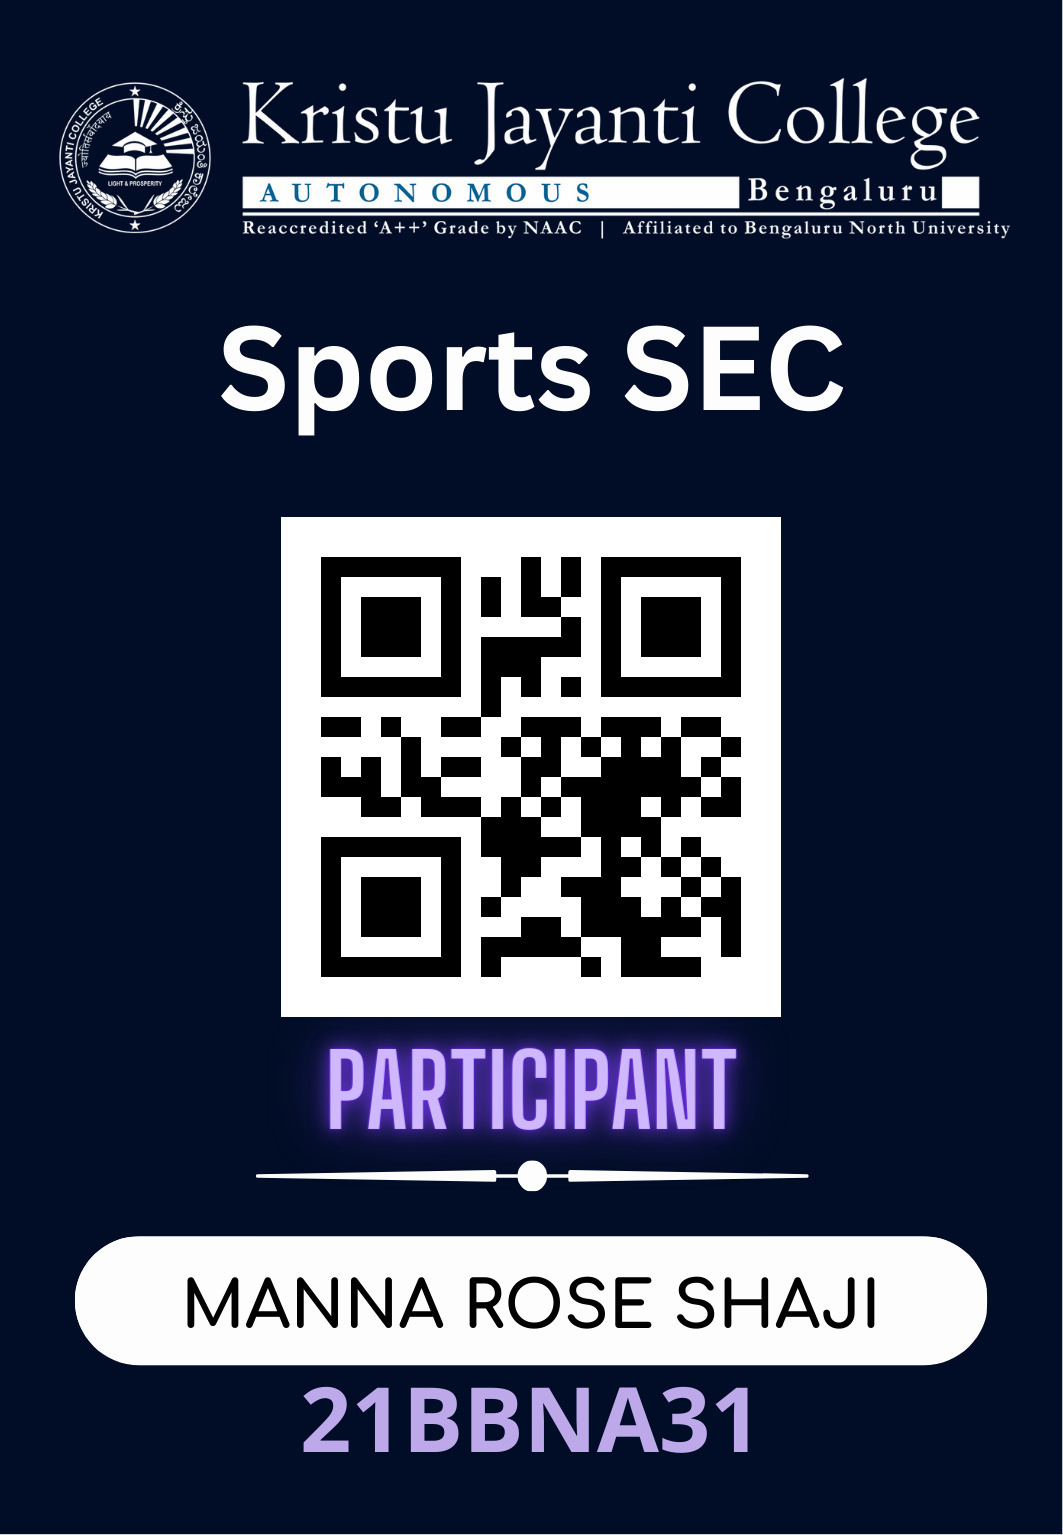 KRISTU JAYANTI COLLEGE
LIGHT & PROSPERITY
Kristu Jayanti College
AUTONOMOUS Bengaluru
Reaccredited ‘A++’ Grade by NAAC | Affiliated to Bengaluru North University
Sports SEC
PARTICIPANT
MANNA ROSE SHAJI
21BBNA31